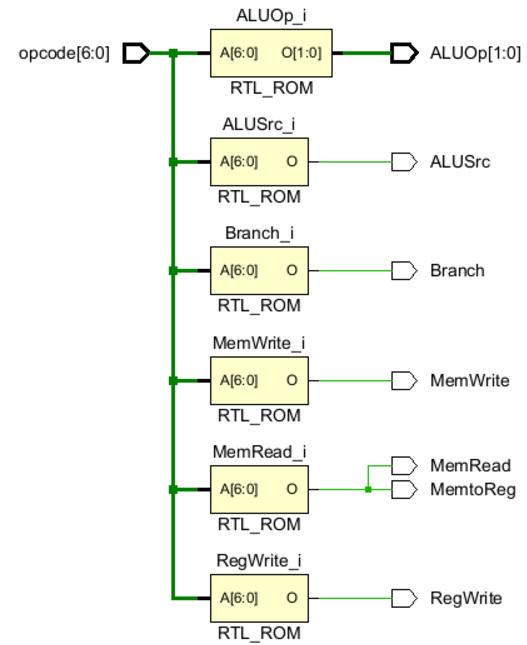 ALUOp_i
opcode[6:0] A[6:0] O[1:0] ALUOp[1:0]
RTL_ROM
ALUSrc_i
A[6:0] O ALUSrc
RTL_ROM
Branch_i
A[6:0] O Branch
RTL_ROM
MemWrite_i
A[6:0] O MemWrite
RTL_ROM
MemRead_i
MemRead
A[6:0] O MemtoReg
RTL_ROM
RegWrite_i
A[6:0] O RegWrite
RTL_ROM